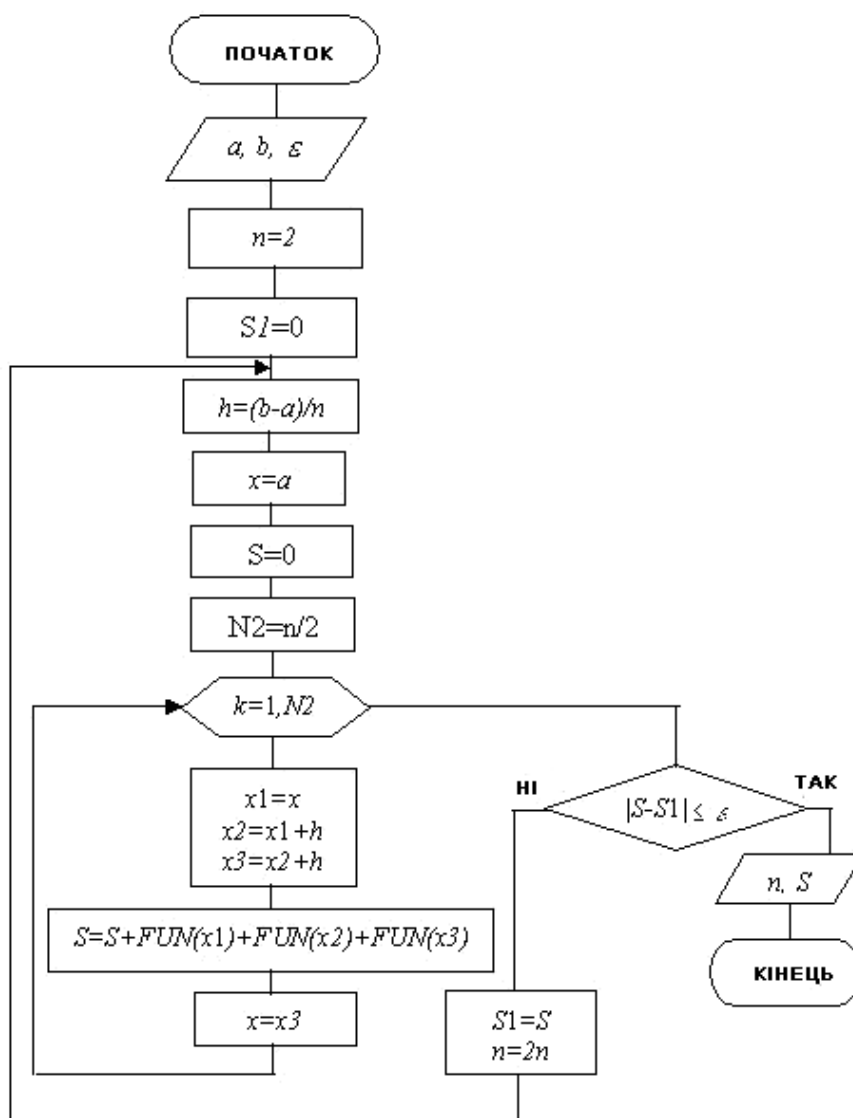 ПОЧАТОК
a, b, ε
n=2
S1=0
h=(b-a)/n
x=a
S=0
N2=n/2
k=1,N2
x1=x
x2=x1+h
x3=x2+h
S=S+FUN(x1)+FUN(x2)+FUN(x3)
x=x3
НІ
ТАК
|S-S1| ≤ ε
n, S
КІНЕЦЬ
S1=S
n=2n